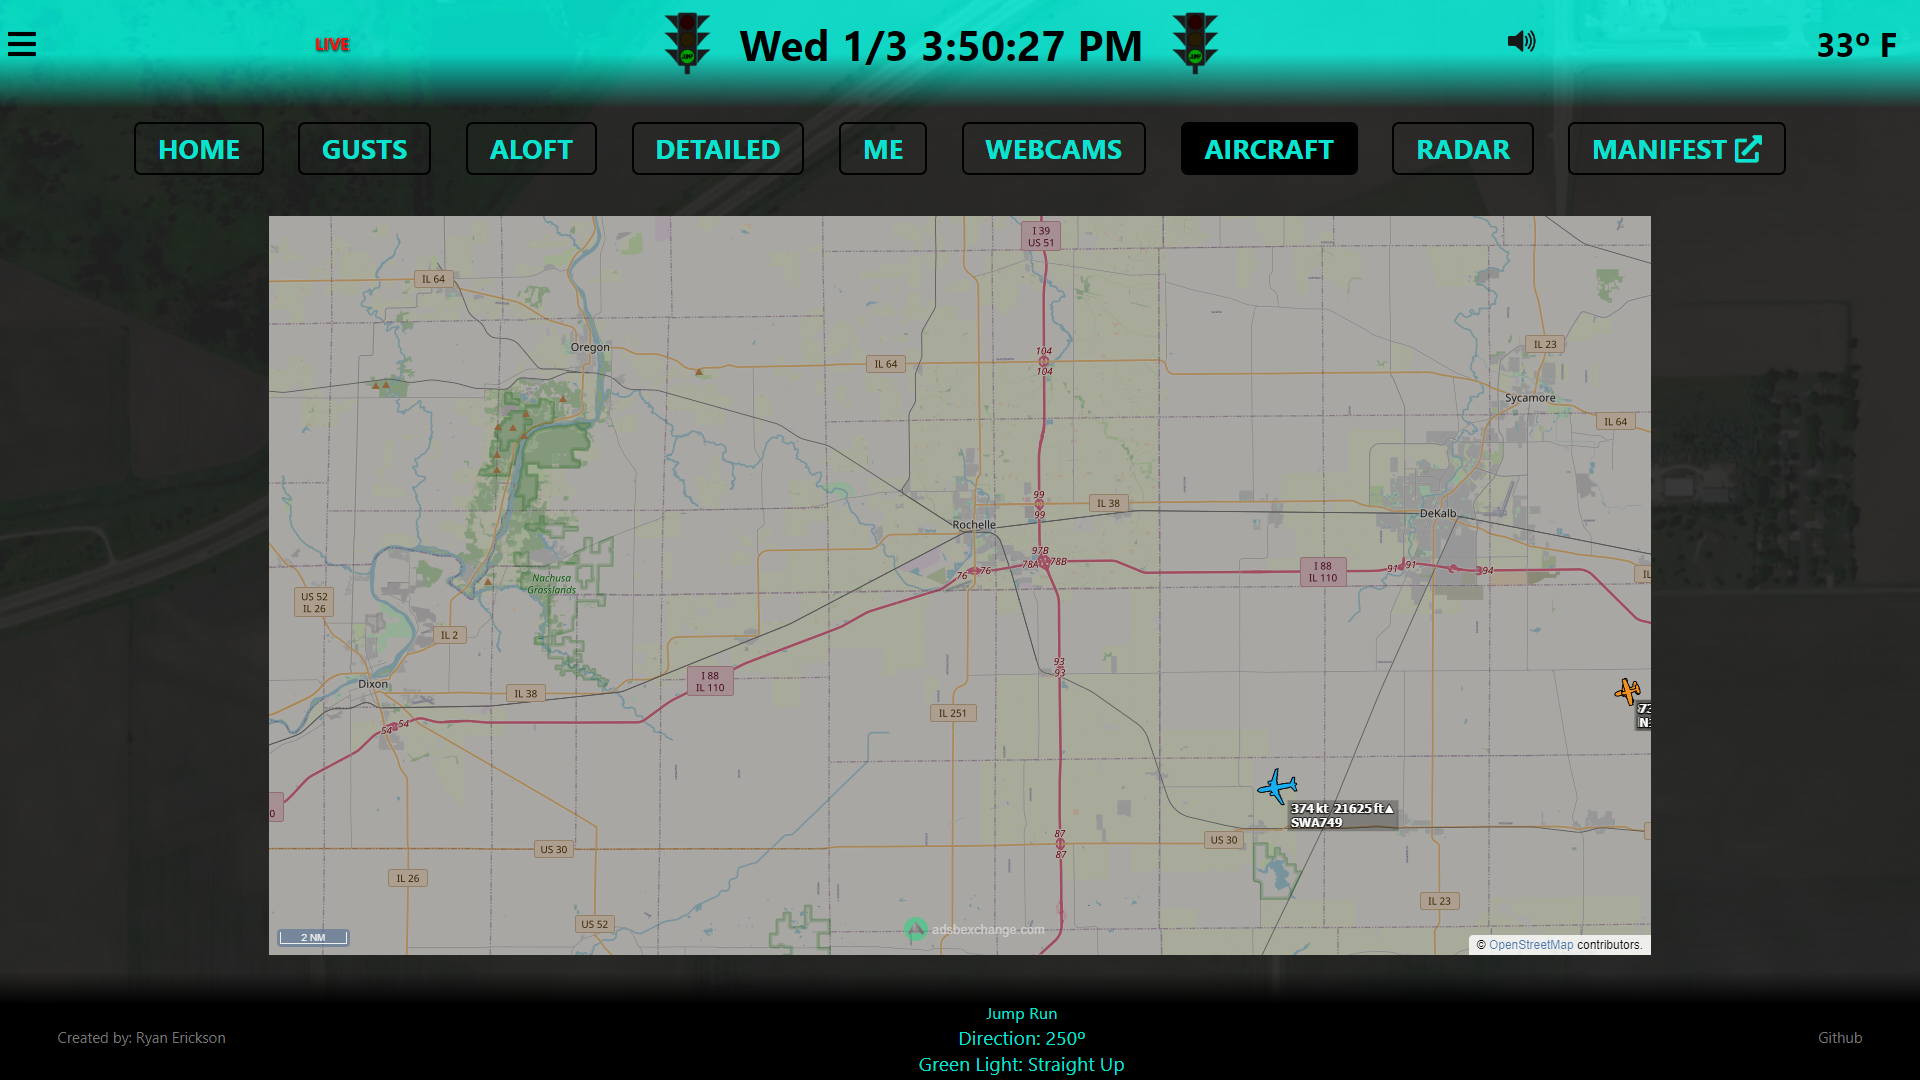 LIVE
Wed 1/3 3:50:27 PM
33º F
HOME
GUSTS
ALOFT
DETAILED
ME
WEBCAMS
AIRCRAFT
RADAR
MANIFEST
I 39
US 51
IL 64
Oregon
104
IL 64
104
IL 23
Sycamore
IL 64
99
IL 38
99
Rochelle
DeKalb
97B
78A
78B
76
76
I 88
IL 110
91
91
94
IL
Nachusa
Grasslands
US 52
IL 26
IL 2
93
93
I 88
IL 110
Dixon
IL 38
54
54
IL 251
374 kt 21625 ft▲
SWA749
87
87
US 30
US 30
IL 26
IL 23
US 52
2 NM
adsbexchange.com
© OpenStreetMap contributors.
Jump Run
Created by: Ryan Erickson
Direction: 250º
Github
Green Light: Straight Up